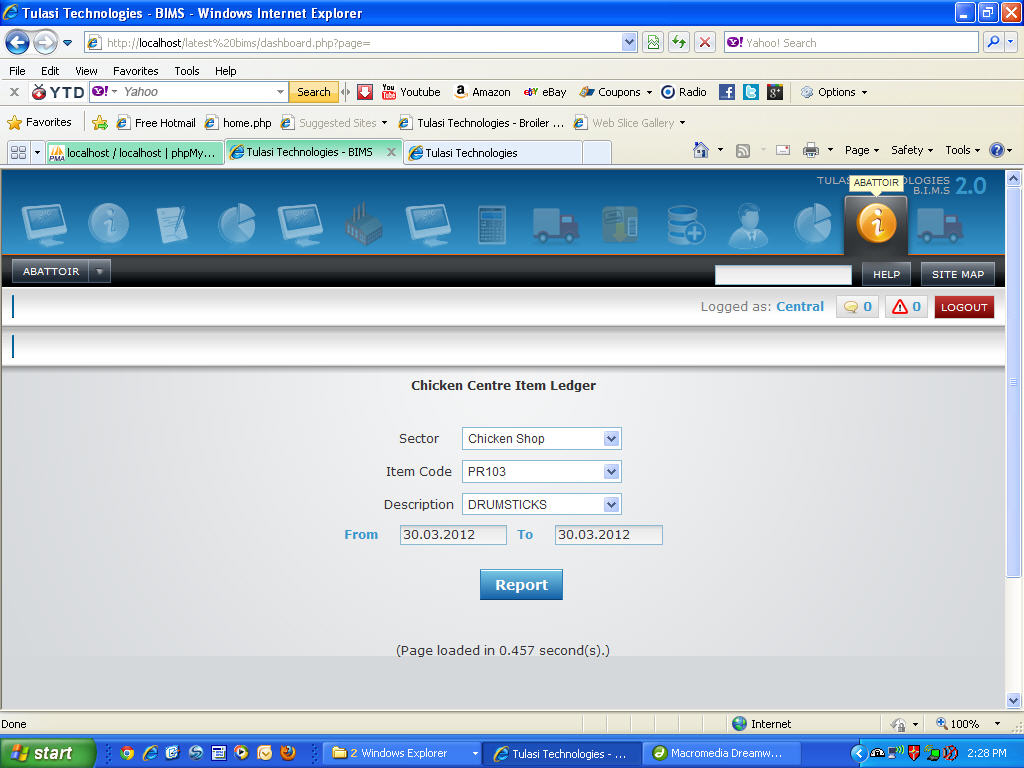 Tulasi Technologies - BIMS - Windows Internet Explorer
http://localhost/latest%20bims/dashboard.php?page=
Yahoo! Search
File Edit View Favorites Tools Help
YTD Yahoo Search Youtube Amazon eBay Coupons Radio Options
Favorites Free Hotmail home.php Suggested Sites Tulasi Technologies - Broiler ... Web Slice Gallery
localhost / localhost | phpMy... Tulasi Technologies - BIMS Tulasi Technologies Page Safety Tools
ABATTOIR
B.I.M.S 2.0
ABATTOIR HELP SITE MAP
Logged as: Central 0 0 LOGOUT
Chicken Centre Item Ledger
Sector Chicken Shop
Item Code PR103
Description DRUMSTICKS
From 30.03.2012 To 30.03.2012
Report
(Page loaded in 0.457 second(s).)
Done Internet 100%
start 2 Windows Explorer Tulasi Technologies - ... Macromedia Dreamw... 2:28 PM